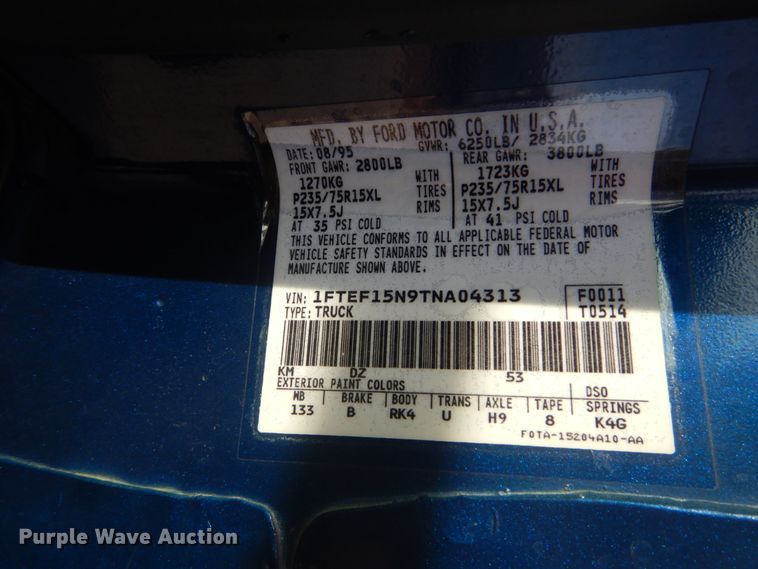 MFD. BY FORD MOTOR CO. IN U.S.A.
DATE: 08/95 GVWR: 6250LB/ 2834KG
FRONT GAWR: 2800LB REAR GAWR: 3800LB
1270KG WITH 1723KG WITH
P235/75R15XL TIRES P235/75R15XL TIRES
15X7.5J RIMS 15X7.5J RIMS
AT 35 PSI COLD AT 41 PSI COLD
THIS VEHICLE CONFORMS TO ALL APPLICABLE FEDERAL MOTOR
VEHICLE SAFETY STANDARDS IN EFFECT ON THE DATE OF
MANUFACTURE SHOWN ABOVE.
VIN: 1FTEF15N9TNA04313 F0011
TYPE: TRUCK T0514
KM DZ 53
EXTERIOR PAINT COLORS DSO
WB BRAKE BODY TRANS AXLE TAPE SPRINGS
133 B RK4 U H9 8 K4G
F0TA-15204A10-AA
Purple Wave Auction®